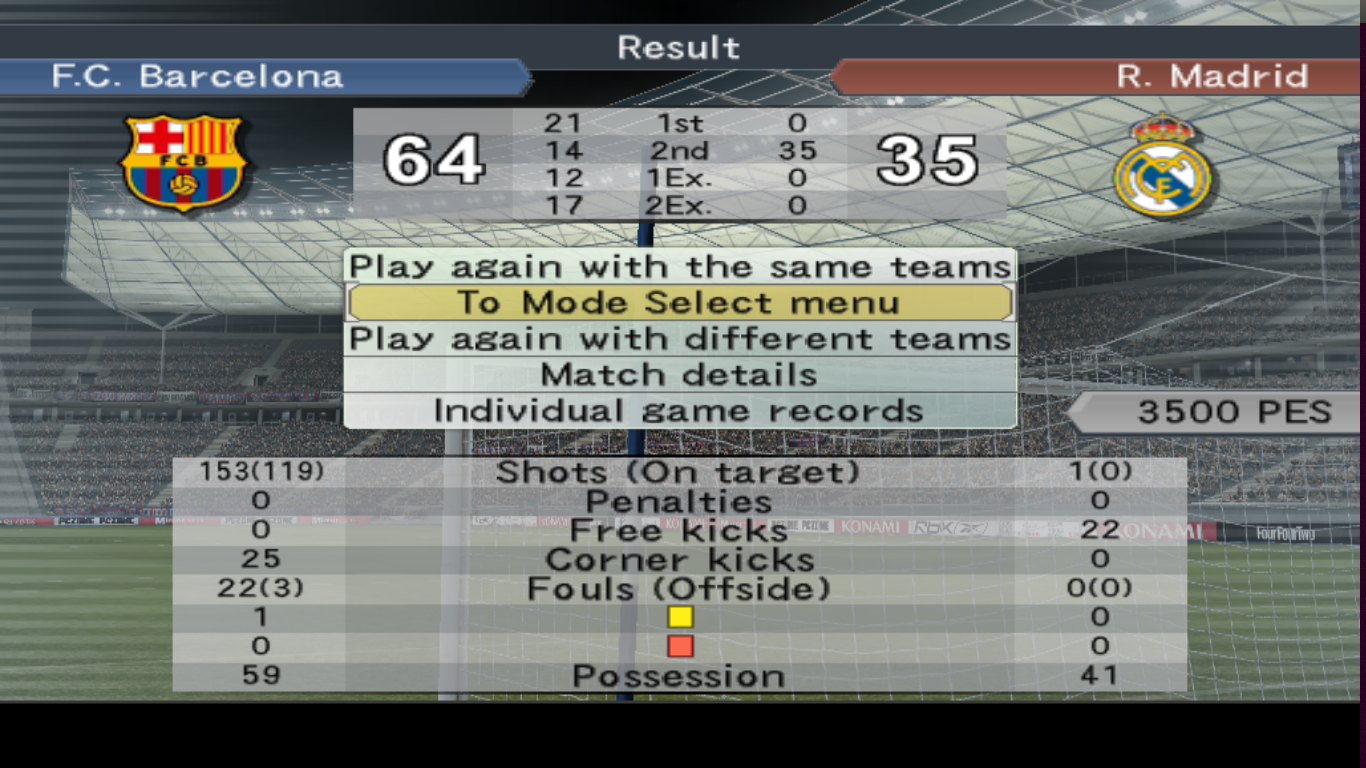 Result
F.C. Barcelona R. Madrid
FCB
64 35
21 1st 0
14 2nd 35
12 1Ex. 0
17 2Ex. 0
Play again with the same teams
To Mode Select menu
Play again with different teams
Match details
Individual game records
3500 PES
153(119) Shots (On target) 1(0)
0 Penalties 0
0 Free kicks 22
25 Corner kicks 0
22(3) Fouls (Offside) 0(0)
1 0
0 0
59 Possession 41
KONAMI Rbk KONAMI FourFourTwo